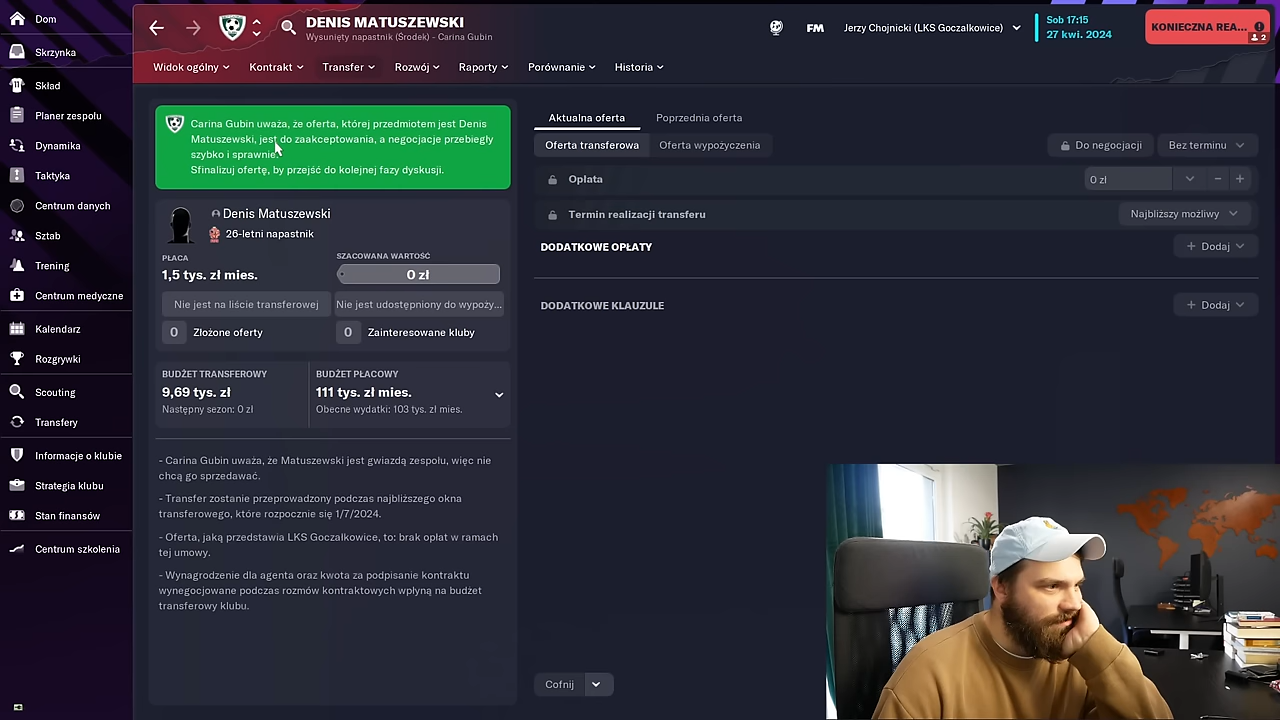 Dom
Skrzynka
Skład
Planer zespołu
Dynamika
Taktyka
Centrum danych
Sztab
Trening
Centrum medyczne
Kalendarz
Rozgrywki
Scouting
Transfery
Informacje o klubie
Strategia klubu
Stan finansów
Centrum szkolenia
DENIS MATUSZEWSKI
Wysunięty napastnik (Środek) - Carina Gubin
FM
Jerzy Chojnicki (LKS Goczalkowice)
Sob 17:15
27 kwi. 2024
KONIECZNA REA...
2
Widok ogólny
Kontrakt
Transfer
Rozwój
Raporty
Porównanie
Historia
Carina Gubin uważa, że oferta, której przedmiotem jest Denis
Matuszewski, jest do zaakceptowania, a negocjacje przebiegły
szybko i sprawnie.
Sfinalizuj ofertę, by przejść do kolejnej fazy dyskusji.
Denis Matuszewski
26-letni napastnik
PŁACA
1,5 tys. zł mies.
SZACOWANA WARTOŚĆ
0 zł
Nie jest na liście transferowej
Nie jest udostępniony do wypoży...
0 Złożone oferty
0 Zainteresowane kluby
BUDŻET TRANSFEROWY
9,69 tys. zł
Następny sezon: 0 zł
BUDŻET PŁACOWY
111 tys. zł mies.
Obecne wydatki: 103 tys. zł mies.
- Carina Gubin uważa, że Matuszewski jest gwiazdą zespołu, więc nie
chcą go sprzedawać.
- Transfer zostanie przeprowadzony podczas najbliższego okna
transferowego, które rozpocznie się 1/7/2024.
- Oferta, jaką przedstawia LKS Goczalkowice, to: brak opłat w ramach
tej umowy.
- Wynagrodzenie dla agenta oraz kwota za podpisanie kontraktu
wynegocjowane podczas rozmów kontraktowych wpłyną na budżet
transferowy klubu.
Aktualna oferta
Poprzednia oferta
Oferta transferowa
Oferta wypożyczenia
Do negocjacji
Bez terminu
Opłata
0 zł
Termin realizacji transferu
Najbliższy możliwy
DODATKOWE OPŁATY
Dodaj
DODATKOWE KLAUZULE
Dodaj
Cofnij